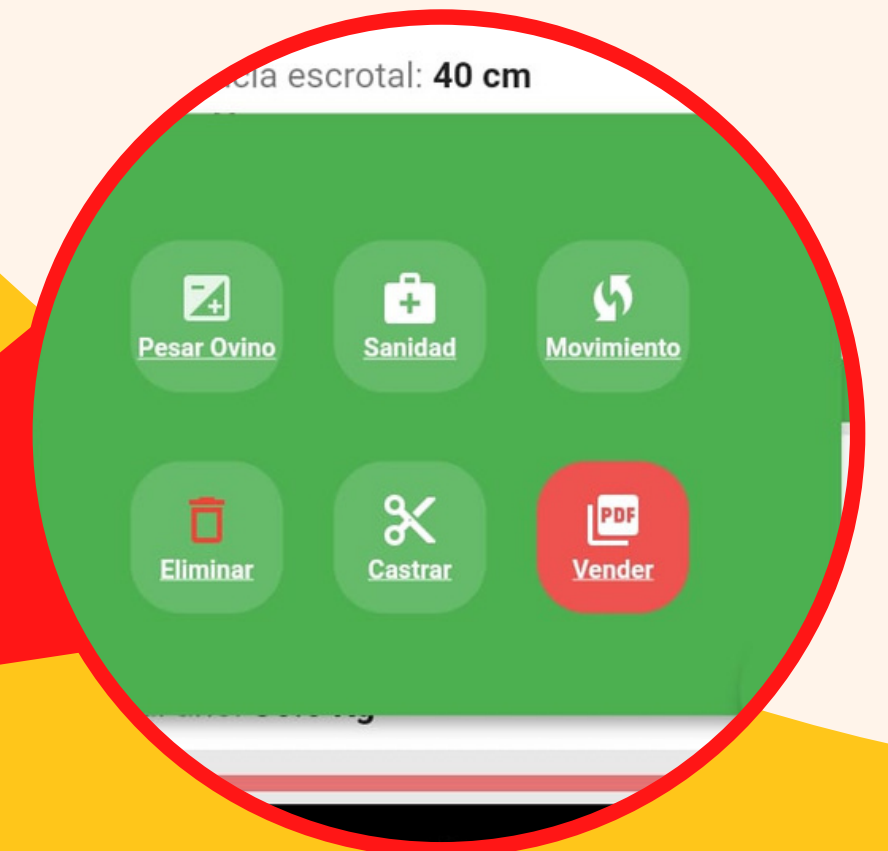 escrotal: 40 cm
Pesar Ovino
Sanidad
Movimiento
PDF
Eliminar
Castrar
Vender